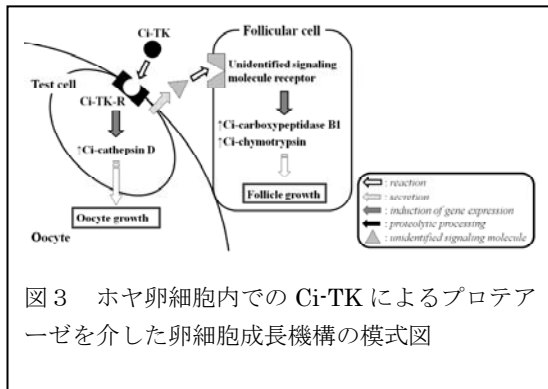 Ci-TK
Follicular cell
Unidentified signaling
molecule receptor
Test cell
Ci-TK-R
↑Ci-cathepsin D
↑Ci-carboxypeptidase B1
↑Ci-chymotrypsin
Oocyte growth
Follicle growth
Oocyte
: reaction
: secretion
: induction of gene expression
: proteolytic processing
: unidentified signaling molecule
図３　ホヤ卵細胞内での Ci-TK によるプロテア
ーゼを介した卵細胞成長機構の模式図